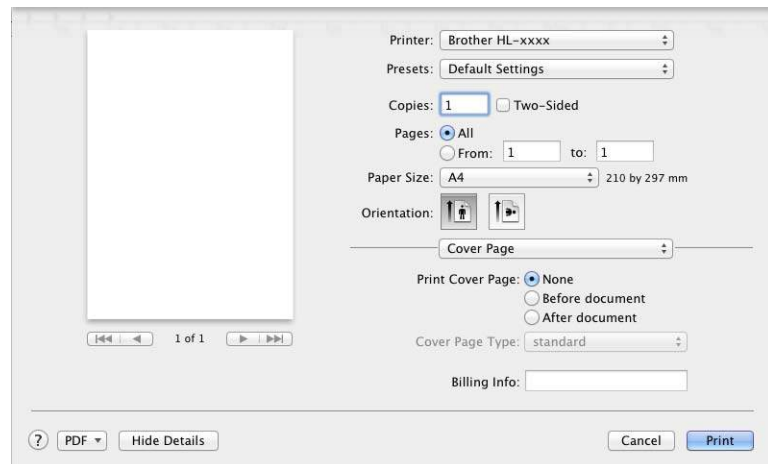 Printer: Brother HL-xxxx
Presets: Default Settings
Copies: 1 Two-Sided
Pages: All
From: 1 to: 1
Paper Size: A4 210 by 297 mm
Orientation:
Cover Page
Print Cover Page: None
Before document
After document
Cover Page Type: standard
Billing Info:
1 of 1
? PDF Hide Details Cancel Print